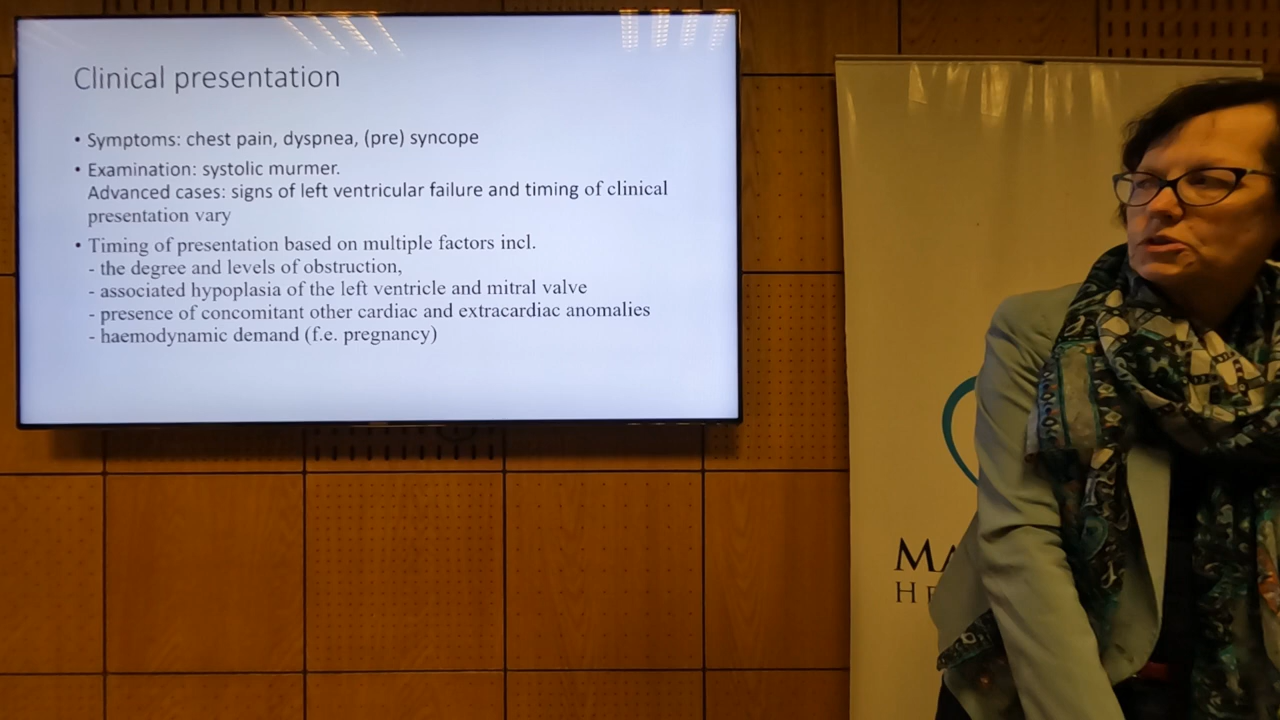 Clinical presentation
• Symptoms: chest pain, dyspnea, (pre) syncope
• Examination: systolic murmer.
Advanced cases: signs of left ventricular failure and timing of clinical
presentation vary
• Timing of presentation based on multiple factors incl.
- the degree and levels of obstruction,
- associated hypoplasia of the left ventricle and mitral valve
- presence of concomitant other cardiac and extracardiac anomalies
- haemodynamic demand (f.e. pregnancy)